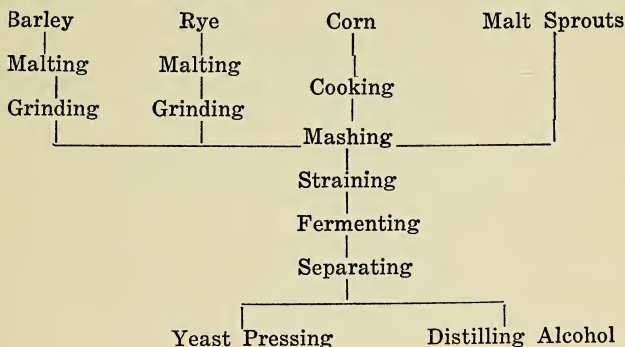 Barley Rye Corn Malt Sprouts
Malting Malting
Cooking
Grinding Grinding
Mashing
Straining
Fermenting
Separating
Yeast Pressing Distilling Alcohol